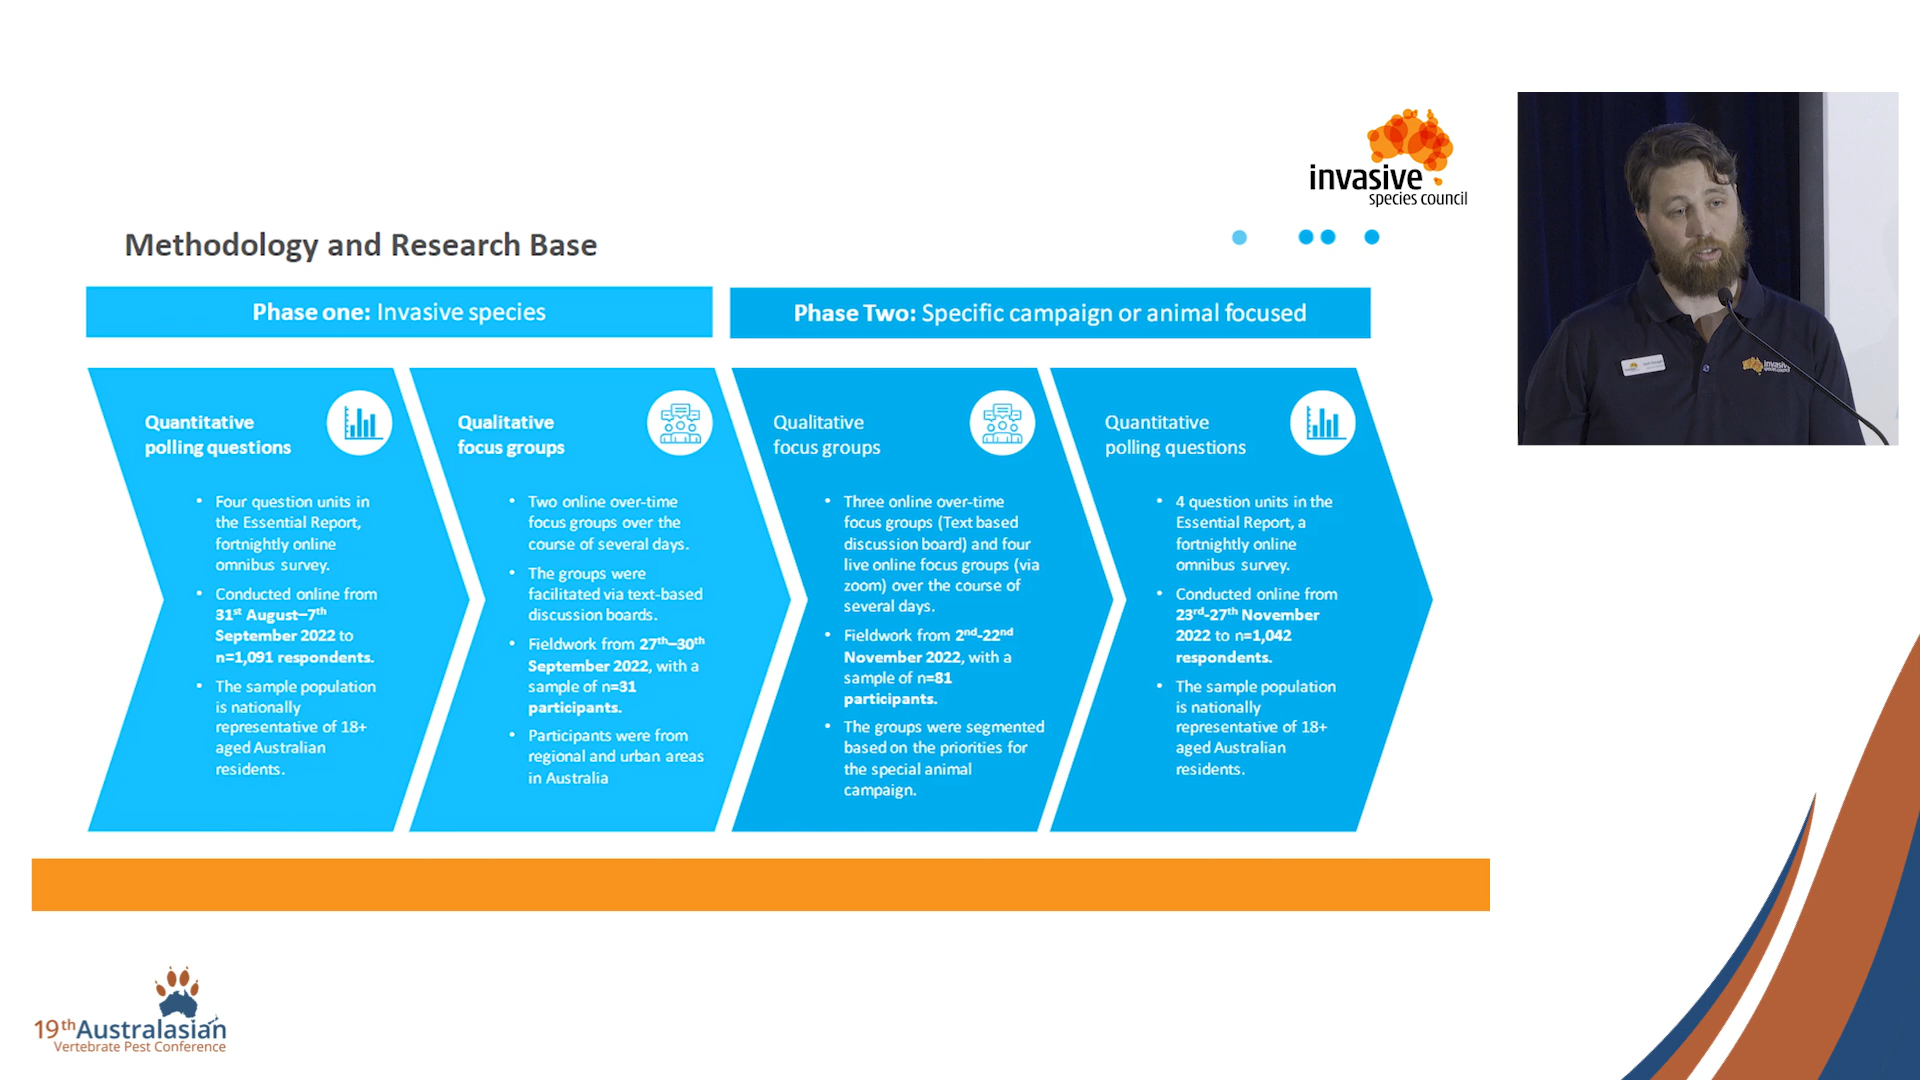 invasive
species council
Methodology and Research Base
Phase one: Invasive species
Phase Two: Specific campaign or animal focused
Quantitative
polling questions
• Four question units in
the Essential Report,
fortnightly online
omnibus survey.
• Conducted online from
31st August–7th
September 2022 to
n=1,091 respondents.
• The sample population
is nationally
representative of 18+
aged Australian
residents.
Qualitative
focus groups
• Two online over-time
focus groups over the
course of several days.
• The groups were
facilitated via text-based
discussion boards.
• Fieldwork from 27th–30th
September 2022, with a
sample of n=31
participants.
• Participants were from
regional and urban areas
in Australia
Qualitative
focus groups
• Three online over-time
focus groups (Text based
discussion board) and four
live online focus groups (via
zoom) over the course of
several days.
• Fieldwork from 2nd-22nd
November 2022, with a
sample of n=81
participants.
• The groups were segmented
based on the priorities for
the special animal
campaign.
Quantitative
polling questions
• 4 question units in the
Essential Report, a
fortnightly online
omnibus survey.
• Conducted online from
23rd-27th November
2022 to n=1,042
respondents.
• The sample population
is nationally
representative of 18+
aged Australian
residents.
invasive
species council
19th Australasian
Vertebrate Pest Conference